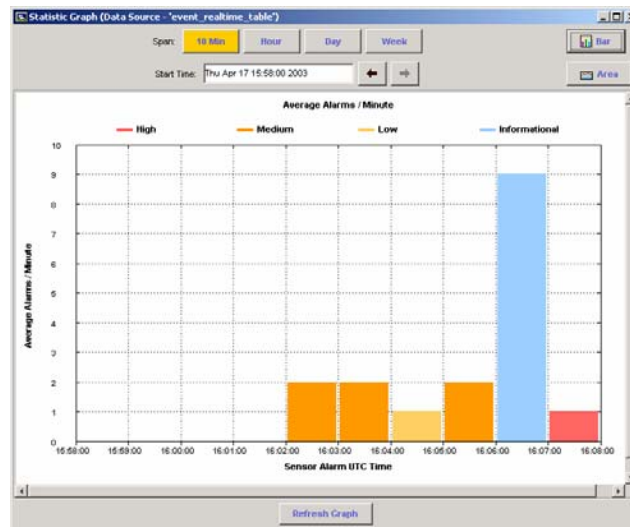 Statistic Graph (Data Source - 'event_realtime_table')
Span: 10 Min Hour Day Week Bar
Start Time: Thu Apr 17 15:58:00 2003 Area
Average Alarms / Minute
High Medium Low Informational
10
9
8
7
6
5
4
3
2
1
0
Average Alarms / Minute
15:58:00 15:59:00 16:00:00 16:01:00 16:02:00 16:03:00 16:04:00 16:05:00 16:06:00 16:07:00 16:08:00
Sensor Alarm UTC Time
Refresh Graph